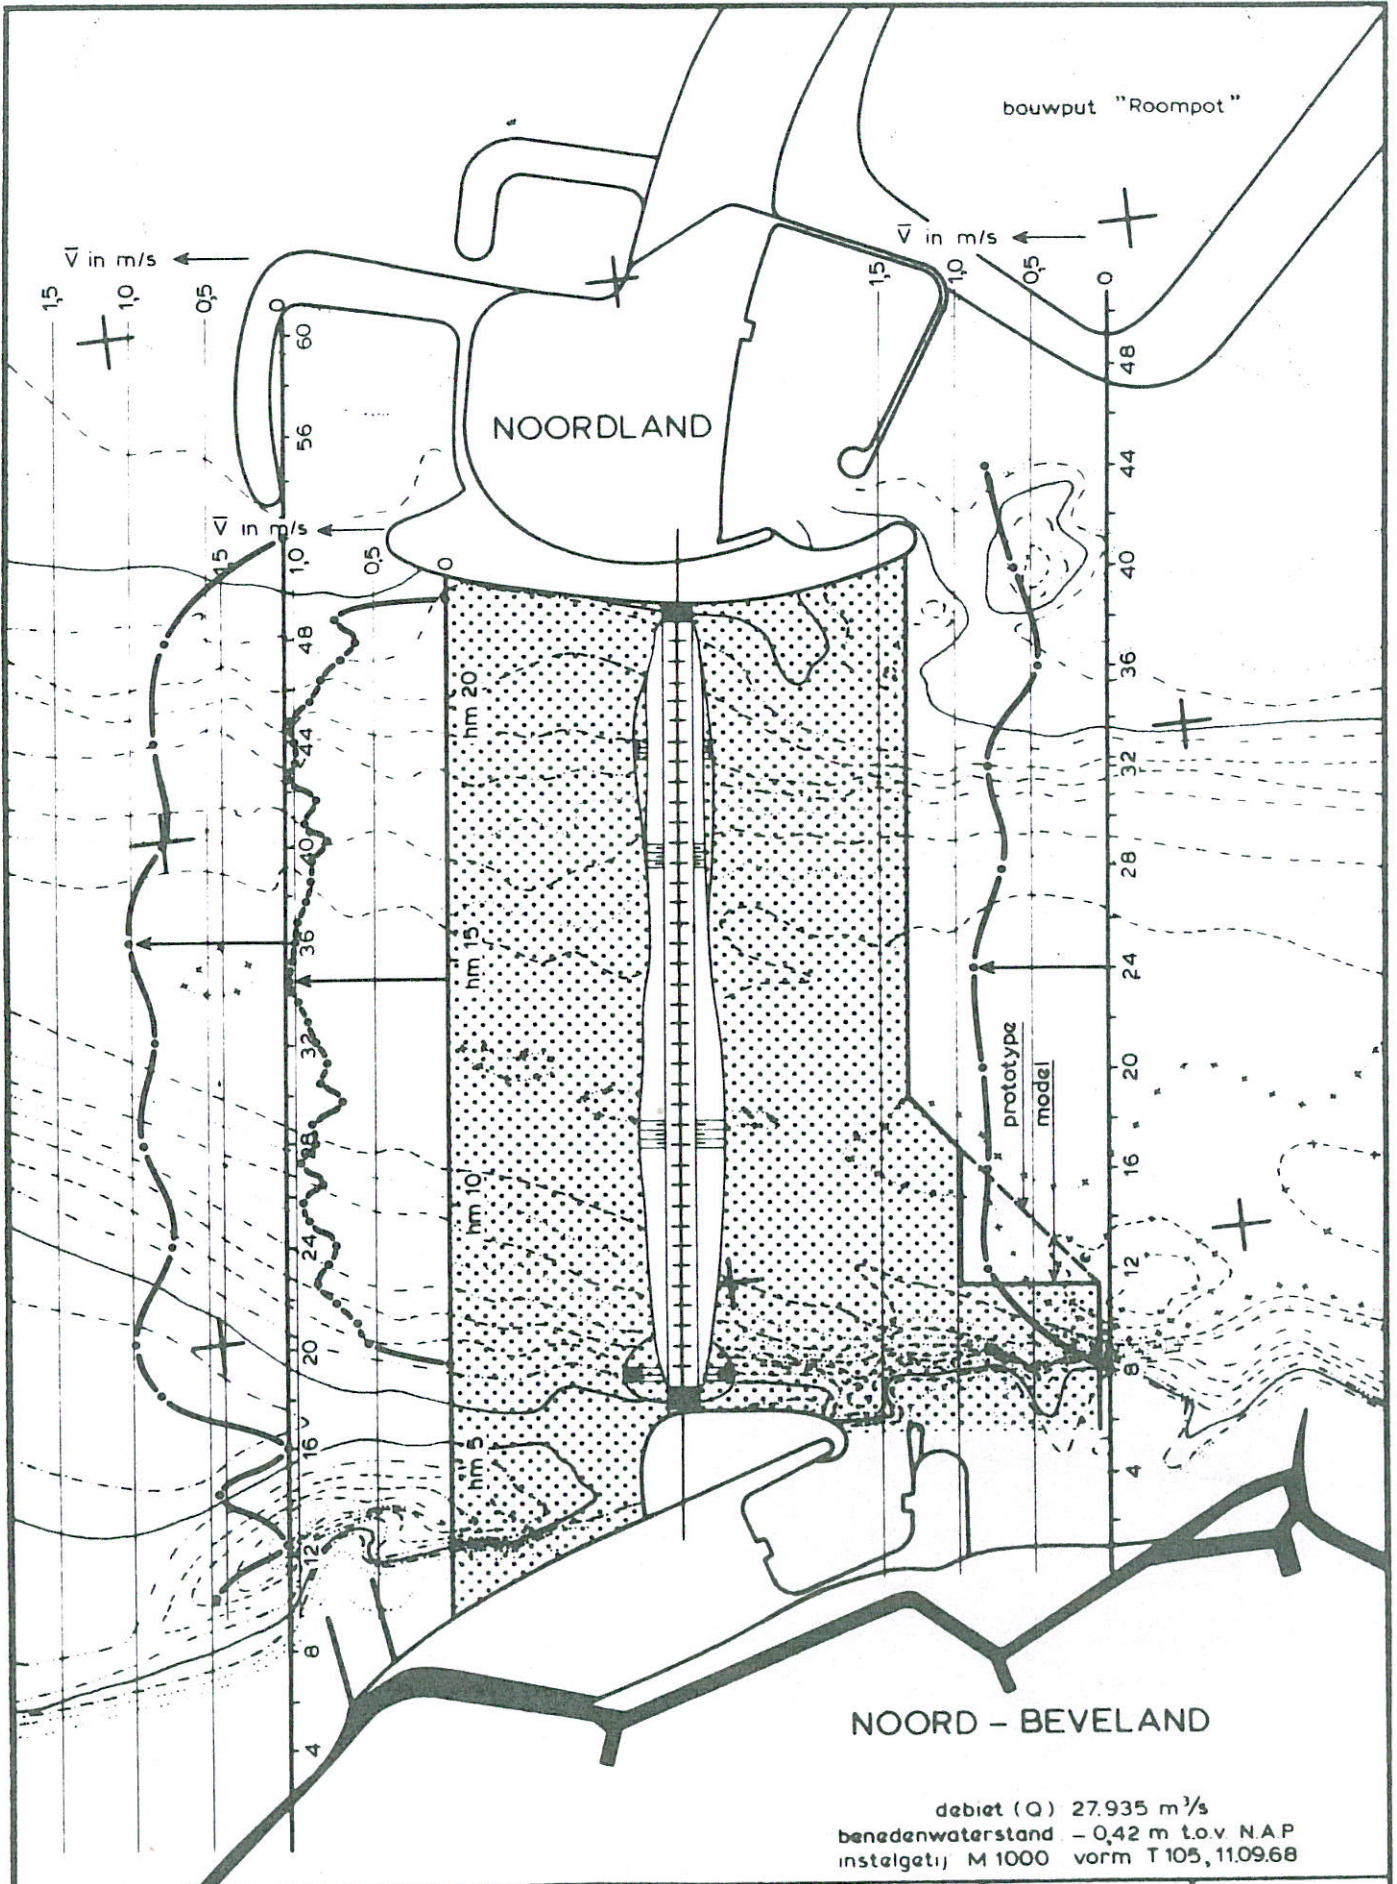 bouwput "Roompot"
V̄ in m/s
1,5
1,0
0,5
0
V̄ in m/s
1,5
1,0
0,5
0
NOORDLAND
V̄ in m/s
1,0
0,5
0
60
56
48
44
40
36
32
28
24
20
16
12
8
4
48
44
40
36
32
28
24
20
16
12
8
4
hm 20
hm 15
hm 10
hm 5
prototype
model
NOORD – BEVELAND
debiet (Q) 27.935 m³/s
benedenwaterstand – 0,42 m t.o.v. N.A.P
instelgetij M 1000 vorm T 105, 11.09.68